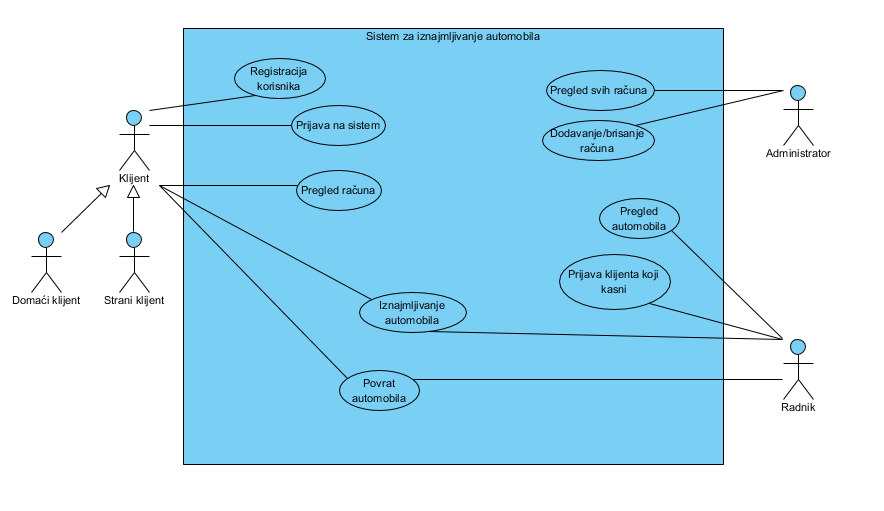 Sistem za iznajmljivanje automobila
Registracija
korisnika
Prijava na sistem
Pregled računa
Iznajmljivanje
automobila
Povrat
automobila
Pregled svih računa
Dodavanje/brisanje
računa
Pregled
automobila
Prijava klijenta koji
kasni
Klijent
Domaći klijent
Strani klijent
Administrator
Radnik